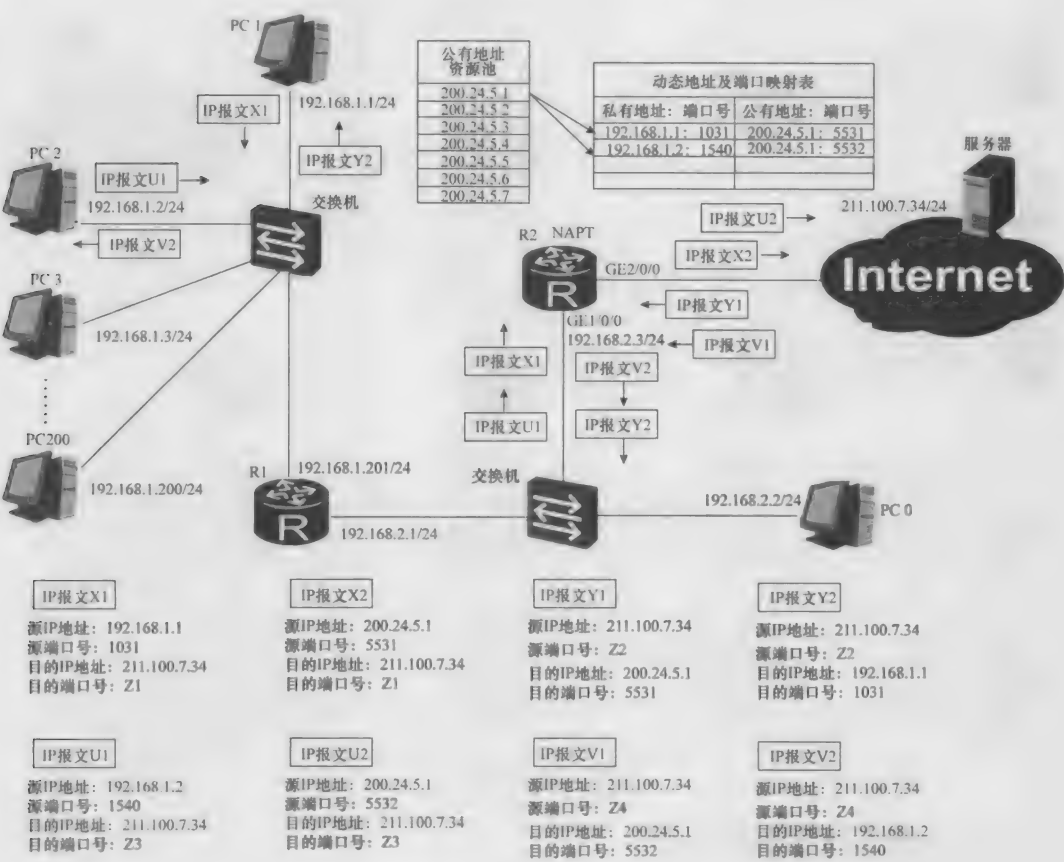 PC 1
192.168.1.1/24
IP报文X1
IP报文Y2
PC 2
IP报文U1
192.168.1.2/24
IP报文V2
交换机
PC 3
192.168.1.3/24
PC200
192.168.1.200/24
R1
192.168.1.201/24
192.168.2.1/24
公有地址
资源池
200.24.5.1
200.24.5.2
200.24.5.3
200.24.5.4
200.24.5.5
200.24.5.6
200.24.5.7
动态地址及端口映射表
私有地址：端口号 公有地址：端口号
192.168.1.1：1031 200.24.5.1：5531
192.168.1.2：1540 200.24.5.1：5532
服务器
211.100.7.34/24
IP报文U2
IP报文X2
R2 NAPT
GE2/0/0
Internet
IP报文Y1
GE1/0/0
192.168.2.3/24
IP报文V1
IP报文X1
IP报文V2
IP报文U1
IP报文Y2
交换机
192.168.2.2/24
PC 0
IP报文X1
源IP地址：192.168.1.1
源端口号：1031
目的IP地址：211.100.7.34
目的端口号：Z1
IP报文X2
源IP地址：200.24.5.1
源端口号：5531
目的IP地址：211.100.7.34
目的端口号：Z1
IP报文Y1
源IP地址：211.100.7.34
源端口号：Z2
目的IP地址：200.24.5.1
目的端口号：5531
IP报文Y2
源IP地址：211.100.7.34
源端口号：Z2
目的IP地址：192.168.1.1
目的端口号：1031
IP报文U1
源IP地址：192.168.1.2
源端口号：1540
目的IP地址：211.100.7.34
目的端口号：Z3
IP报文U2
源IP地址：200.24.5.1
源端口号：5532
目的IP地址：211.100.7.34
目的端口号：Z3
IP报文V1
源IP地址：211.100.7.34
源端口号：Z4
目的IP地址：200.24.5.1
目的端口号：5532
IP报文V2
源IP地址：211.100.7.34
源端口号：Z4
目的IP地址：192.168.1.2
目的端口号：1540